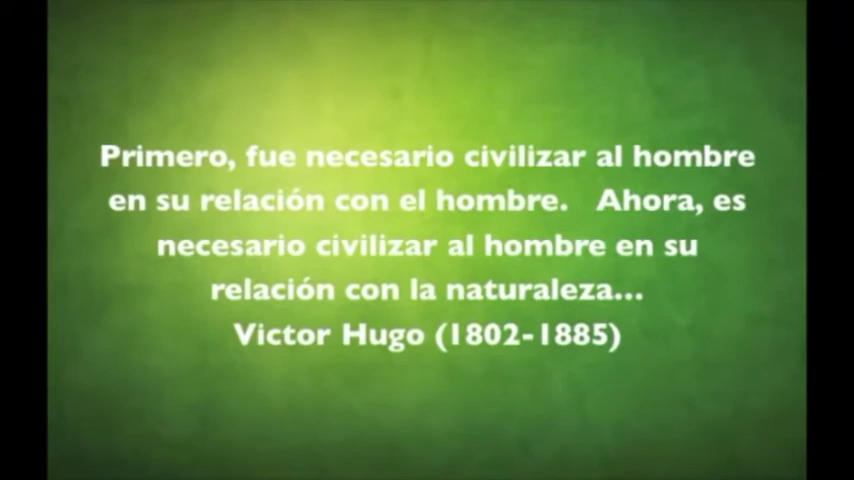 Primero, fue necesario civilizar al hombre
en su relación con el hombre. Ahora, es
necesario civilizar al hombre en su
relación con la naturaleza...
Victor Hugo (1802-1885)